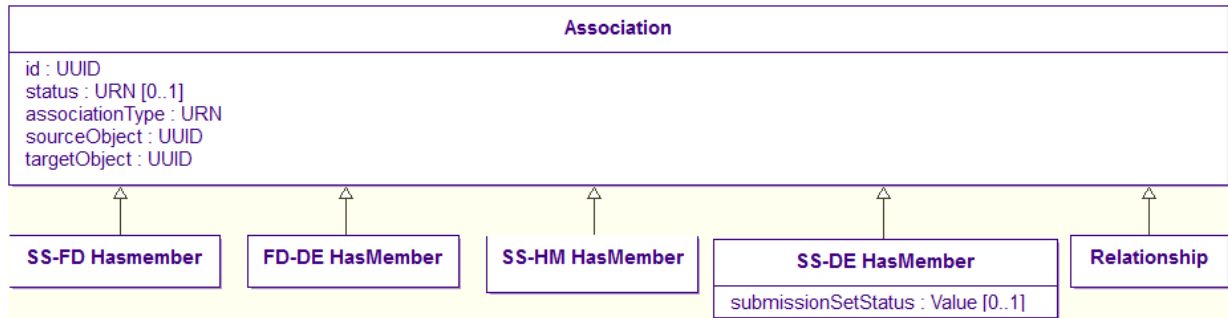 Association
id : UUID
status : URN [0..1]
associationType : URN
sourceObject : UUID
targetObject : UUID
SS-FD Hasmember
FD-DE HasMember
SS-HM HasMember
SS-DE HasMember
submissionSetStatus : Value [0..1]
Relationship